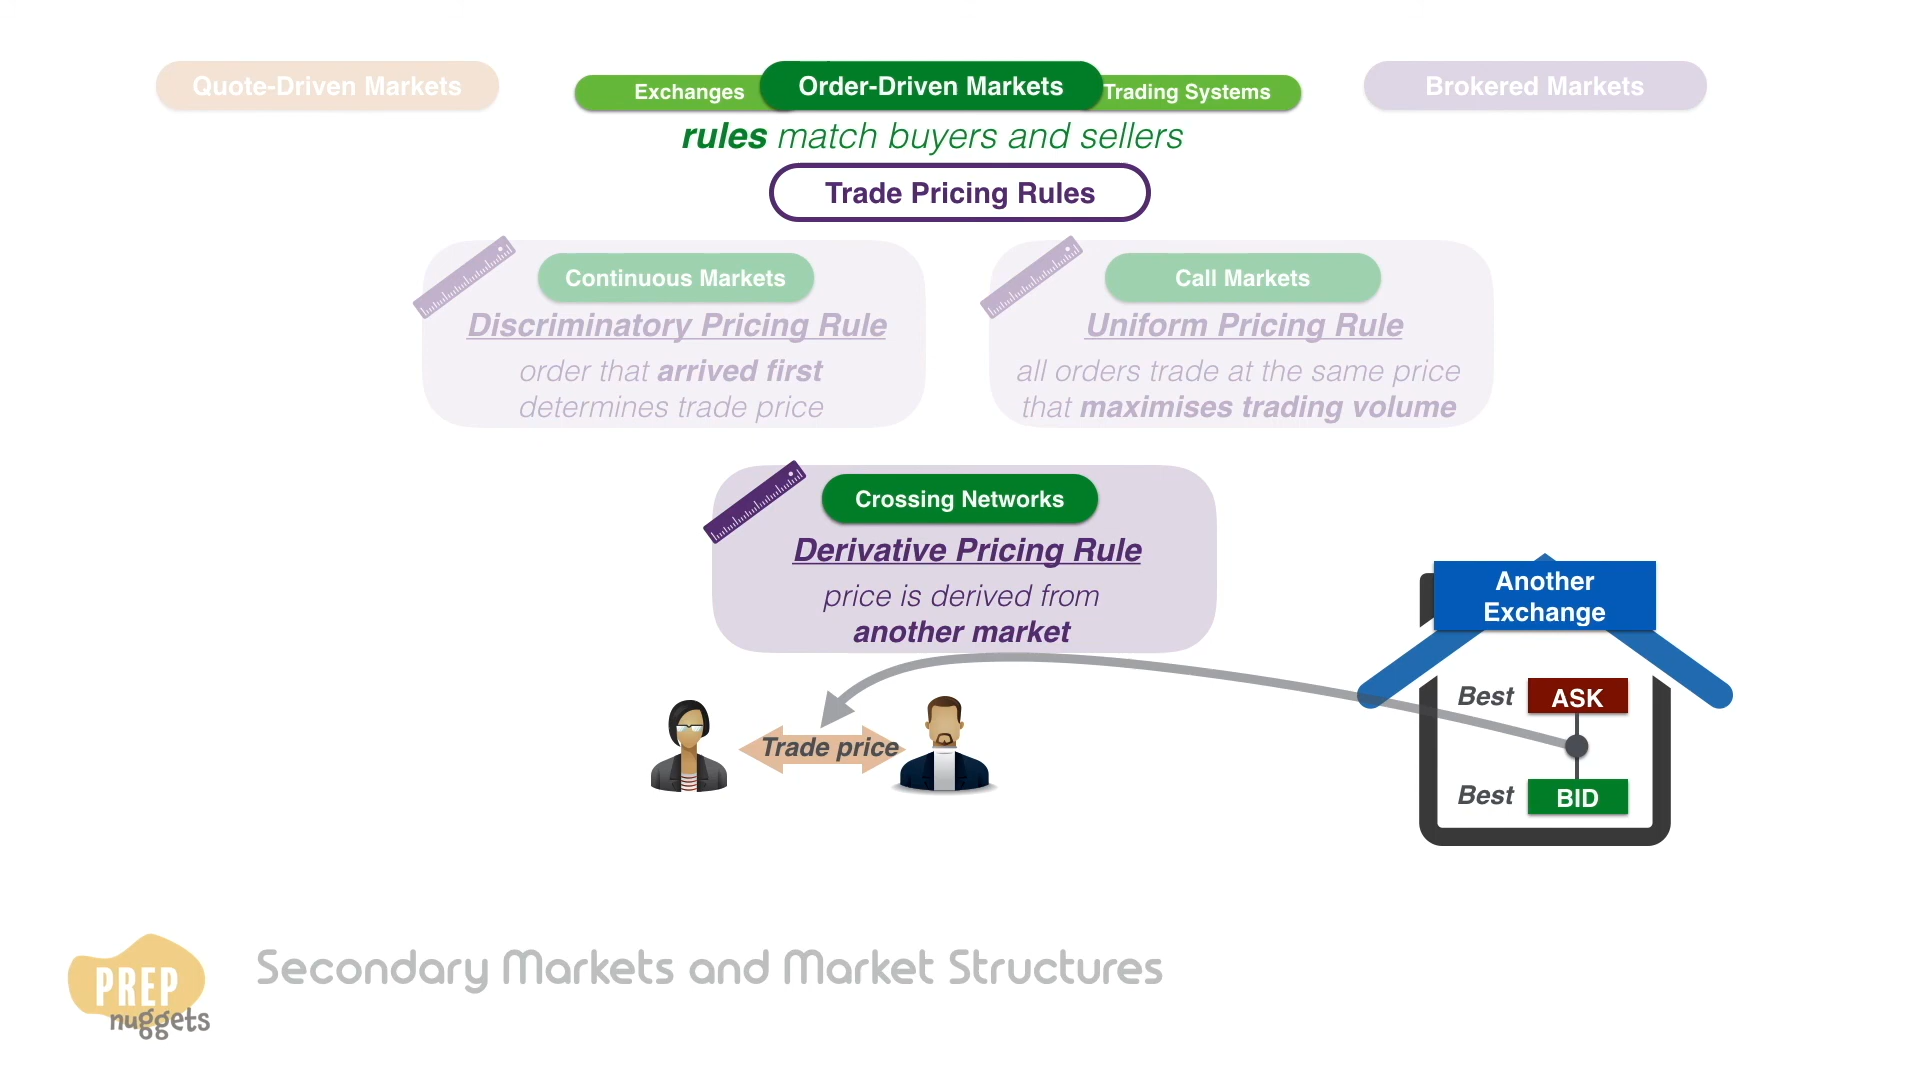 Quote-Driven Markets
Exchanges
Order-Driven Markets
Trading Systems
Brokered Markets
rules match buyers and sellers
Trade Pricing Rules
Continuous Markets
Discriminatory Pricing Rule
order that arrived first
determines trade price
Call Markets
Uniform Pricing Rule
all orders trade at the same price
that maximises trading volume
Crossing Networks
Derivative Pricing Rule
price is derived from
another market
Another
Exchange
Best ASK
Trade price
Best BID
PREP
nuggets
Secondary Markets and Market Structures